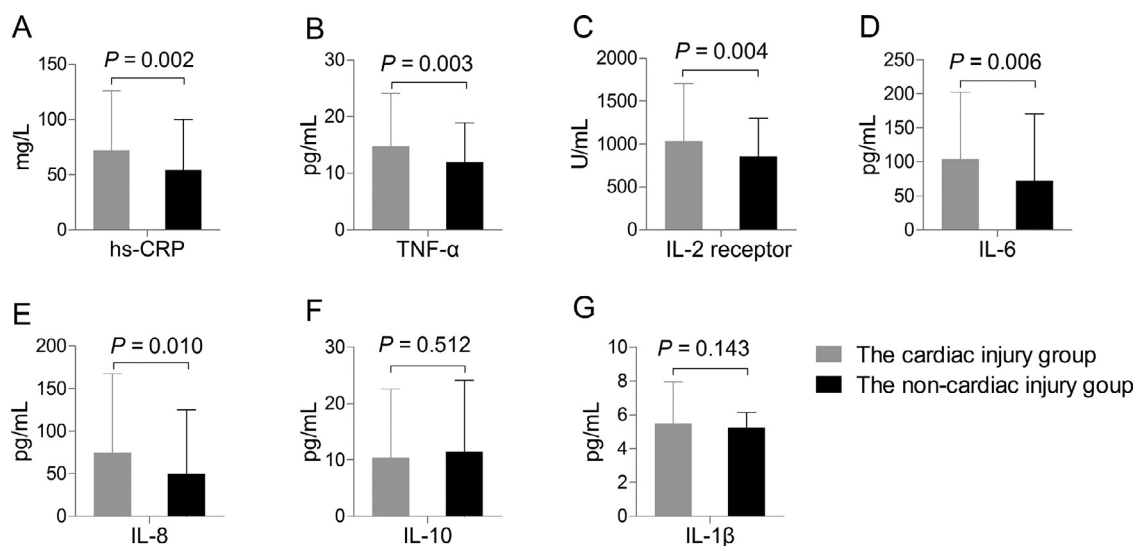 A
P = 0.002
150
100
50
0
mg/L
hs-CRP
B
P = 0.003
30
20
10
0
pg/mL
TNF-α
C
P = 0.004
2000
1500
1000
500
0
U/mL
IL-2 receptor
D
P = 0.006
250
200
150
100
50
0
pg/mL
IL-6
E
P = 0.010
200
150
100
50
0
pg/mL
IL-8
F
P = 0.512
30
20
10
0
pg/mL
IL-10
G
P = 0.143
10
8
6
4
2
0
pg/mL
IL-1β
The cardiac injury group
The non-cardiac injury goup